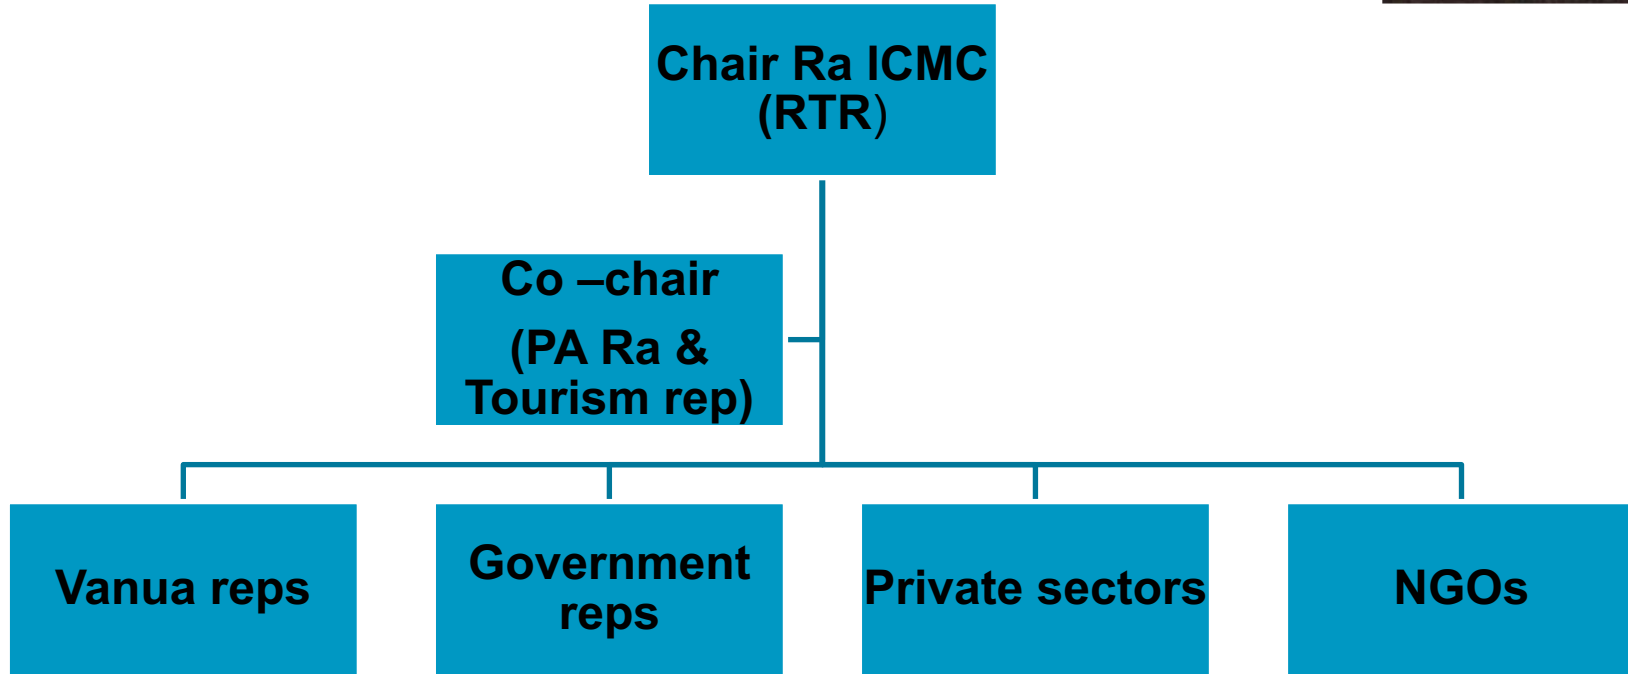 Chair Ra ICMC
(RTR)
Co –chair
(PA Ra &
Tourism rep)
Vanua reps
Government
reps
Private sectors
NGOs